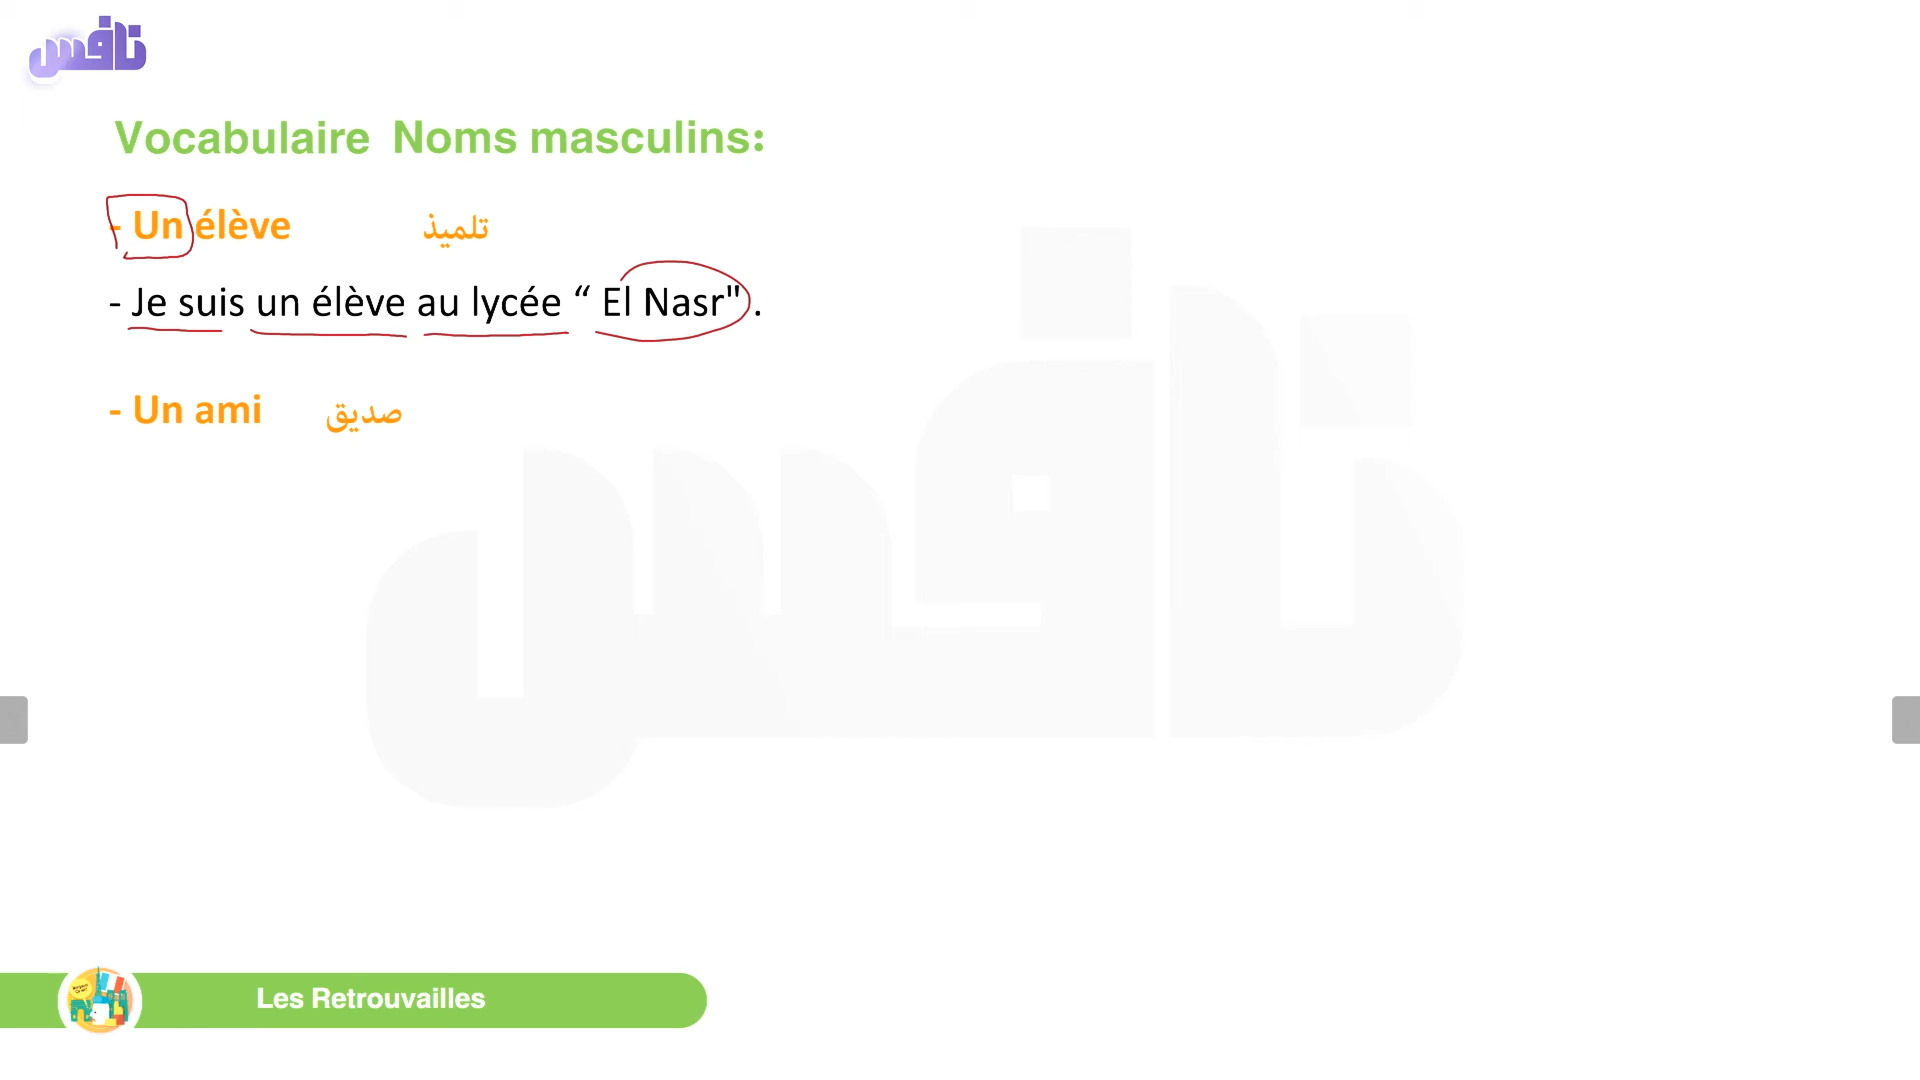 نافس
Vocabulaire Noms masculins:
- Un élève تلميذ
- Je suis un élève au lycée “ El Nasr" .
- Un ami صديق
Les Retrouvailles